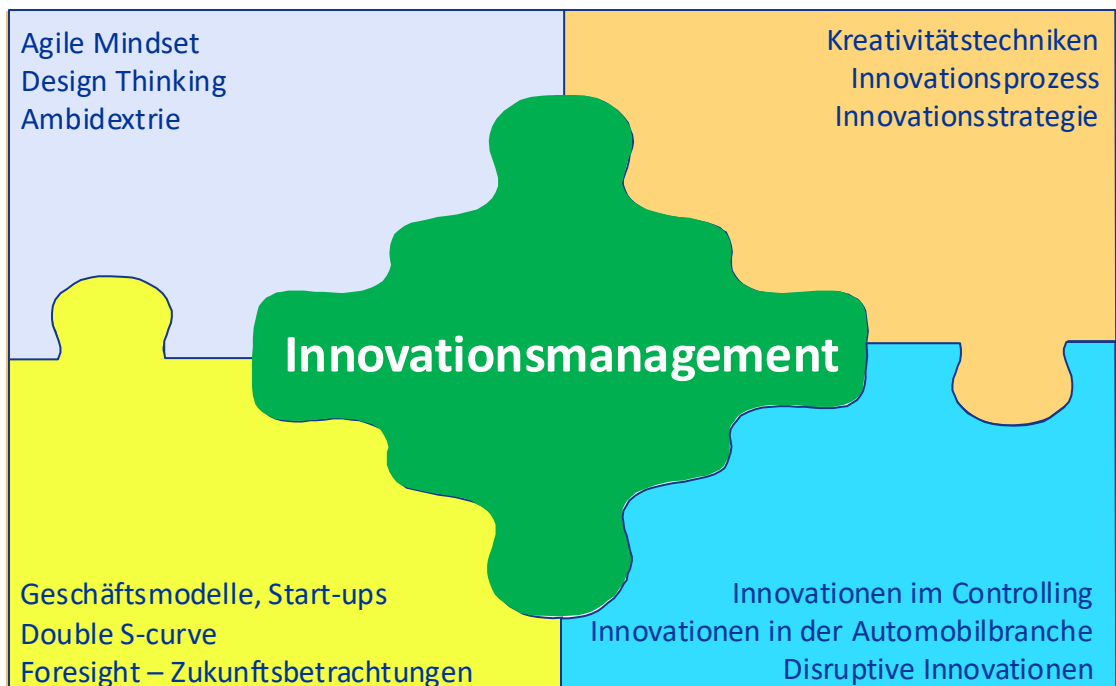 Agile Mindset
Design Thinking
Ambidextrie
Kreativitätstechniken
Innovationsprozess
Innovationsstrategie
Innovationsmanagement
Geschäftsmodelle, Start-ups
Double S-curve
Foresight – Zukunftsbetrachtungen
Innovationen im Controlling
Innovationen in der Automobilbranche
Disruptive Innovationen